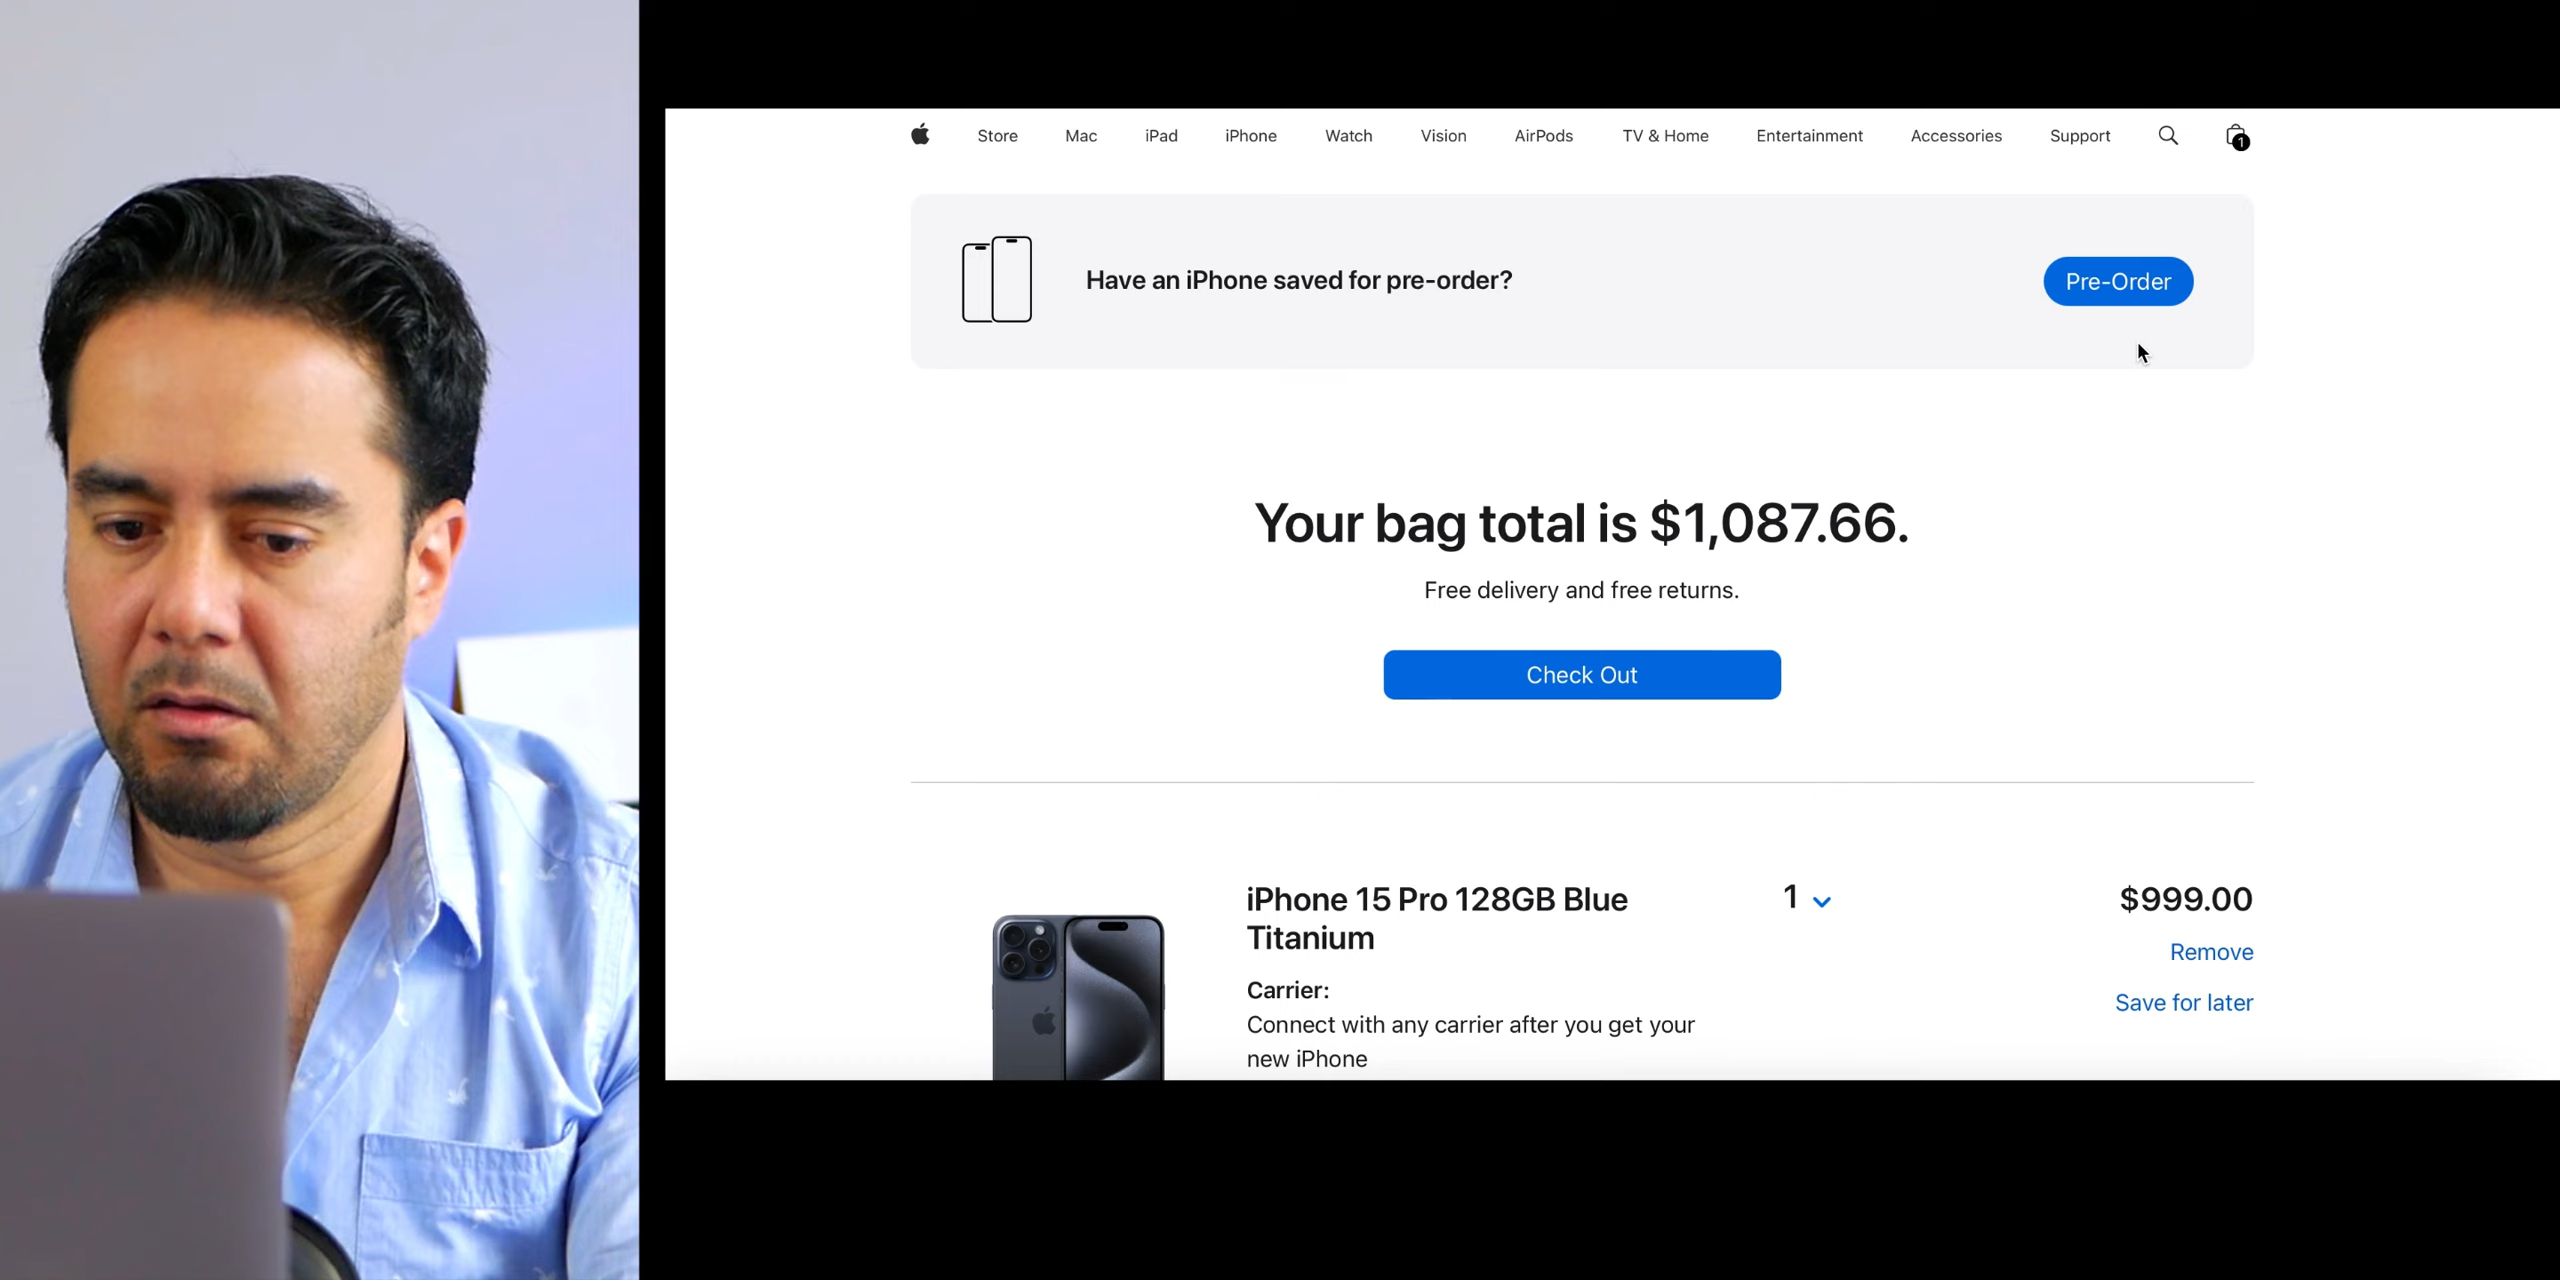 Store Mac iPad iPhone Watch Vision AirPods TV & Home Entertainment Accessories Support 1
Have an iPhone saved for pre-order? Pre-Order
Your bag total is $1,087.66.
Free delivery and free returns.
Check Out
iPhone 15 Pro 128GB Blue 1 $999.00
Titanium
Remove
Carrier:
Save for later
Connect with any carrier after you get your
new iPhone